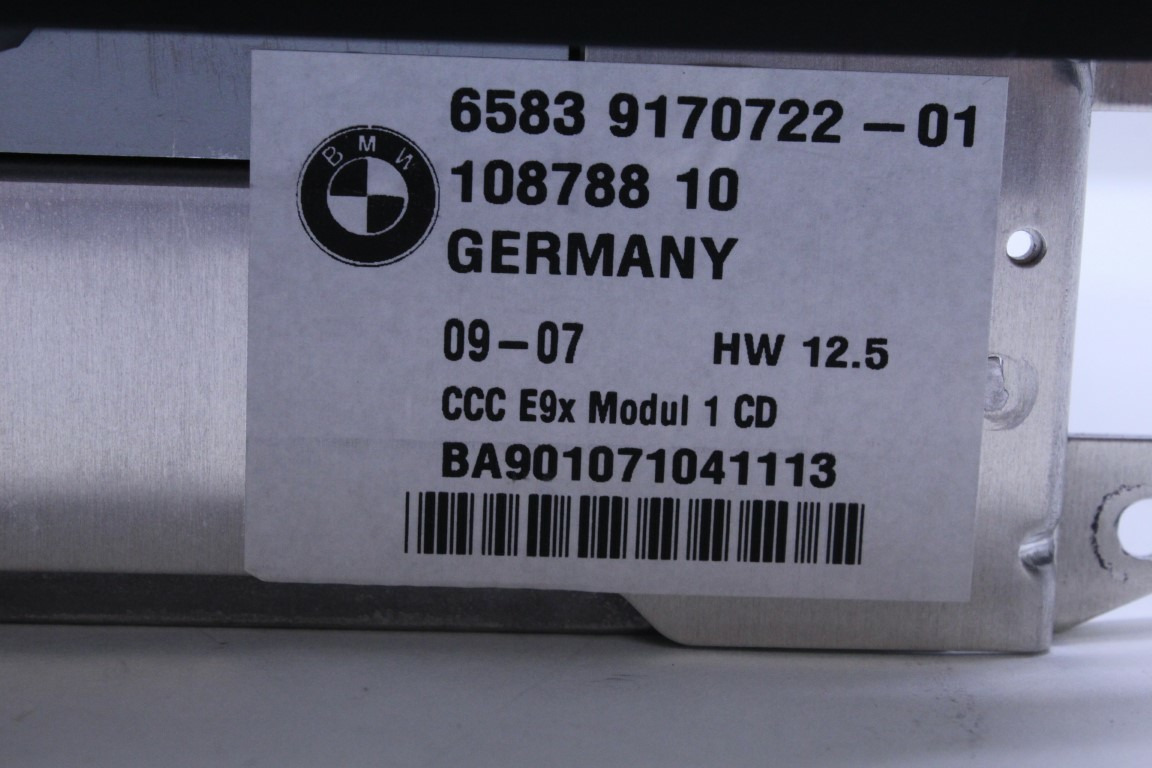 BMW
6583 9170722 -01
108788 10
GERMANY
09-07 HW 12.5
CCC E9x Modul 1 CD
BA901071041113